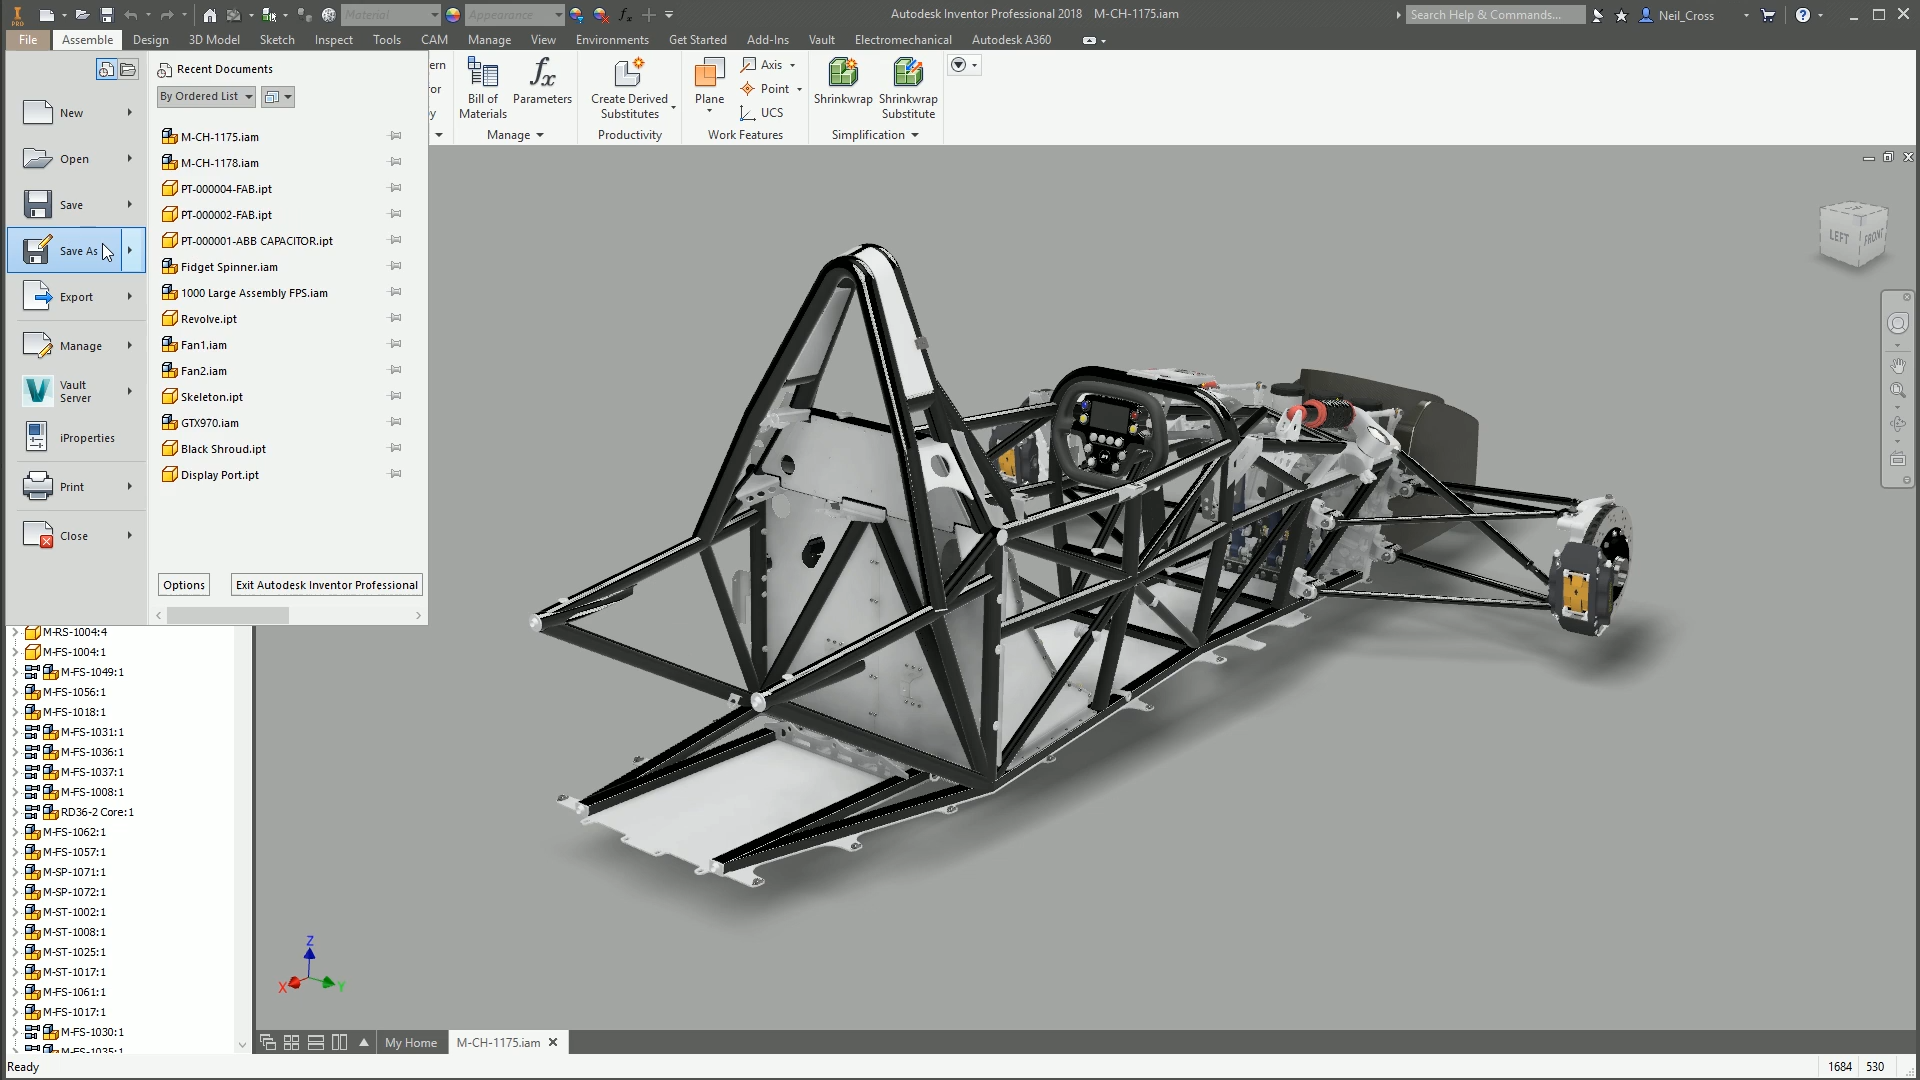 Material
Appearance
Autodesk Inventor Professional 2018 M-CH-1175.iam
Search Help & Commands...
Neil_Cross
File
Assemble
Design
3D Model
Sketch
Inspect
Tools
CAM
Manage
View
Environments
Get Started
Add-Ins
Vault
Electromechanical
Autodesk A360
Bill of Materials
Parameters
Manage
Create Derived Substitutes
Productivity
Plane
Axis
Point
UCS
Work Features
Shrinkwrap
Shrinkwrap Substitute
Simplification
New
Open
Save
Save As
Export
Manage
Vault Server
iProperties
Print
Close
Recent Documents
By Ordered List
M-CH-1175.iam
M-CH-1178.iam
PT-000004-FAB.ipt
PT-000002-FAB.ipt
PT-000001-ABB CAPACITOR.ipt
Fidget Spinner.iam
1000 Large Assembly FPS.iam
Revolve.ipt
Fan1.iam
Fan2.iam
Skeleton.ipt
GTX970.iam
Black Shroud.ipt
Display Port.ipt
Options
Exit Autodesk Inventor Professional
LEFT
FRONT
M-RS-1004:4
M-FS-1004:1
M-FS-1049:1
M-FS-1056:1
M-FS-1018:1
M-FS-1031:1
M-FS-1036:1
M-FS-1037:1
M-FS-1008:1
RD36-2 Core:1
M-FS-1062:1
M-FS-1057:1
M-SP-1071:1
M-SP-1072:1
M-ST-1002:1
M-ST-1008:1
M-ST-1025:1
M-ST-1017:1
M-FS-1061:1
M-FS-1017:1
M-FS-1030:1
M-FS-1035:1
Z
X
Y
My Home
M-CH-1175.iam
Ready
1684 530